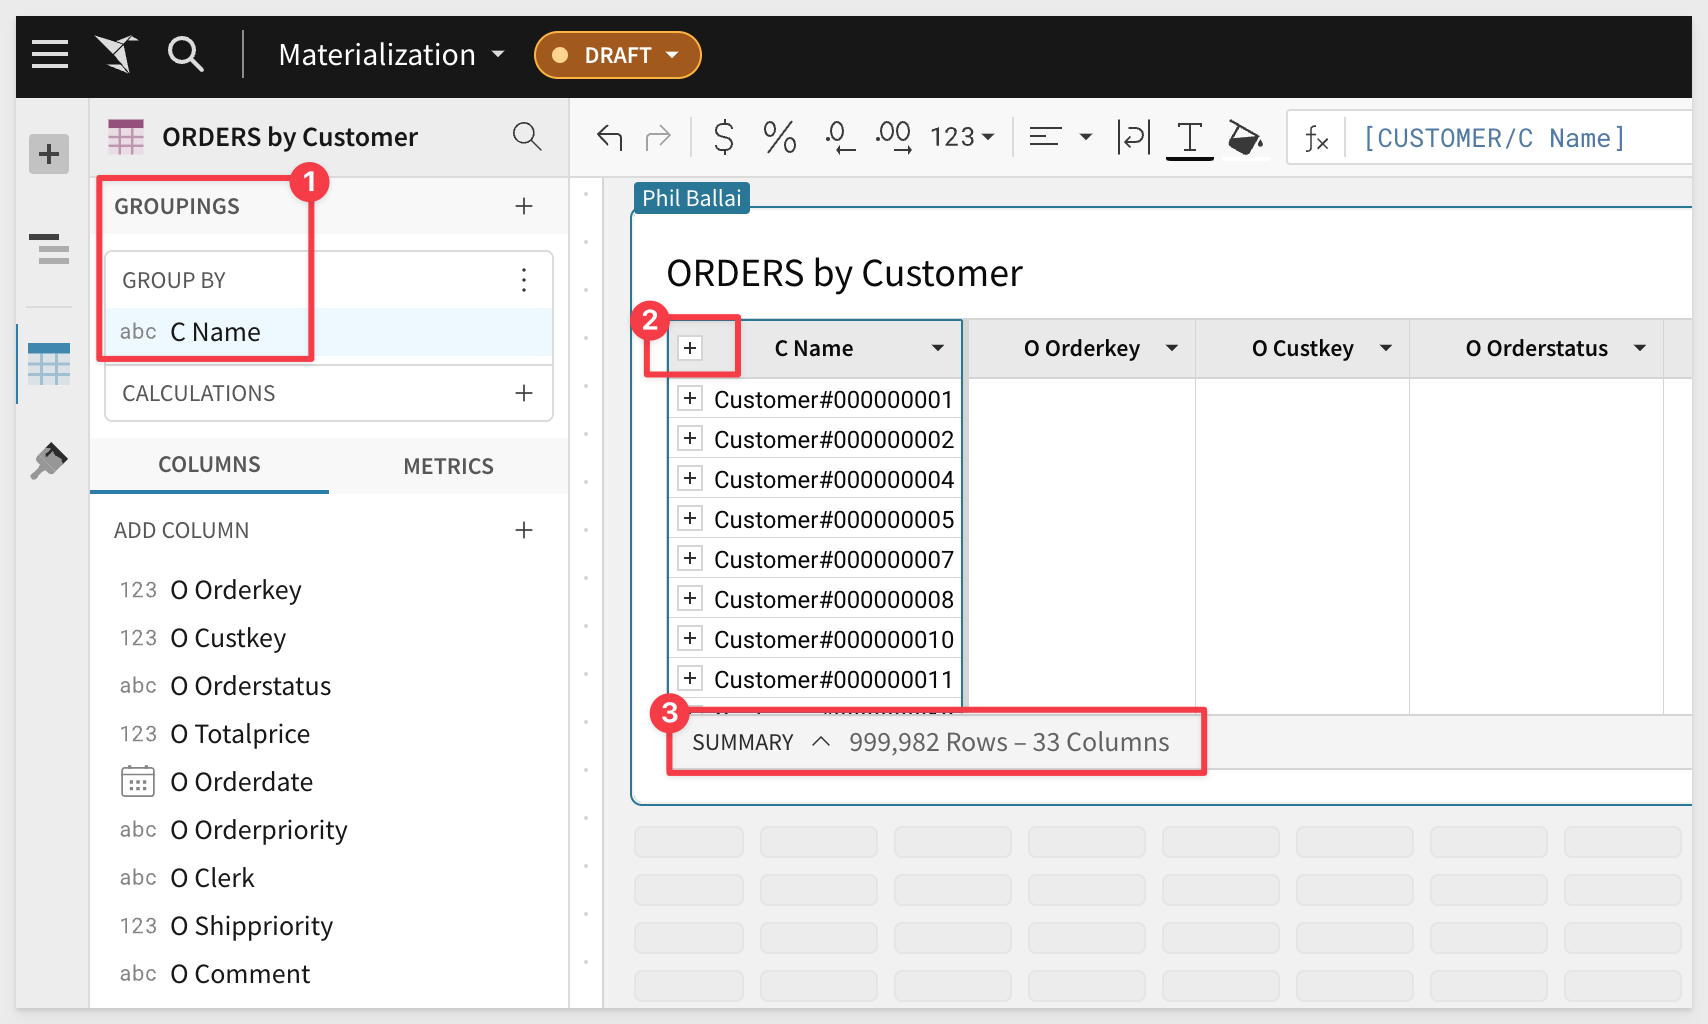 Materialization
DRAFT
ORDERS by Customer
123
fx
[CUSTOMER/C Name]
1
GROUPINGS
GROUP BY
abc C Name
CALCULATIONS
COLUMNS
METRICS
ADD COLUMN
123 O Orderkey
123 O Custkey
abc O Orderstatus
123 O Totalprice
O Orderdate
abc O Orderpriority
abc O Clerk
123 O Shippriority
abc O Comment
Phil Ballai
ORDERS by Customer
2
C Name
O Orderkey
O Custkey
O Orderstatus
Customer#000000001
Customer#000000002
Customer#000000004
Customer#000000005
Customer#000000007
Customer#000000008
Customer#000000010
Customer#000000011
3
SUMMARY 999,982 Rows – 33 Columns